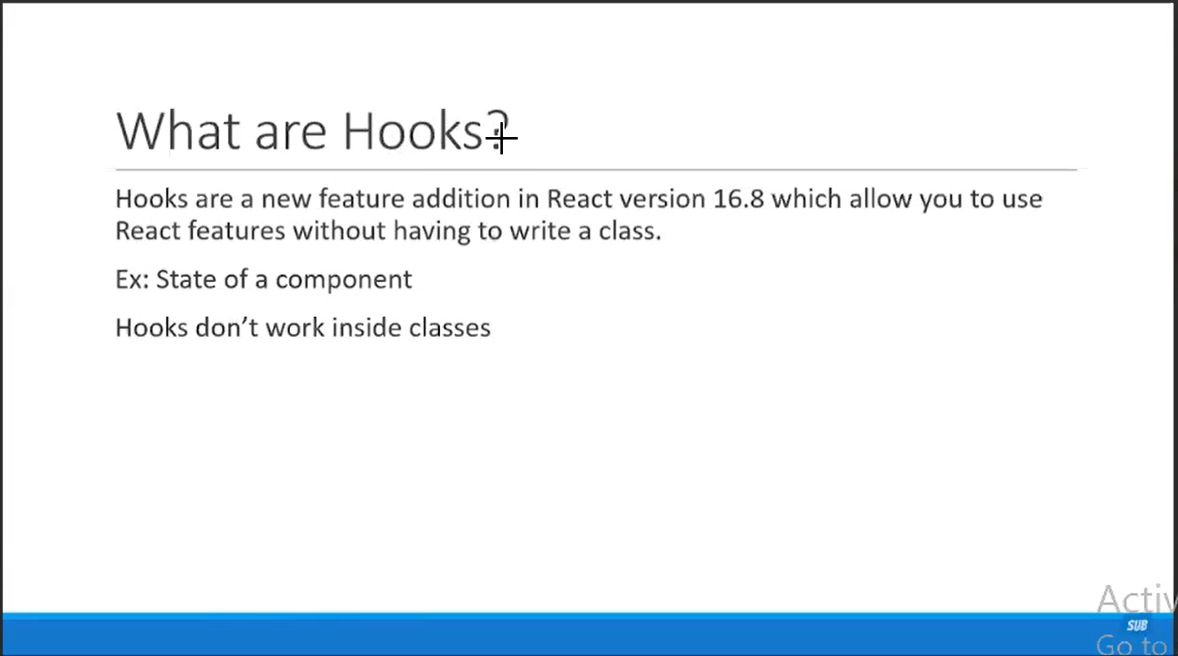 What are Hooks?
Hooks are a new feature addition in React version 16.8 which allow you to use
React features without having to write a class.
Ex: State of a component
Hooks don’t work inside classes
SUB
Go to